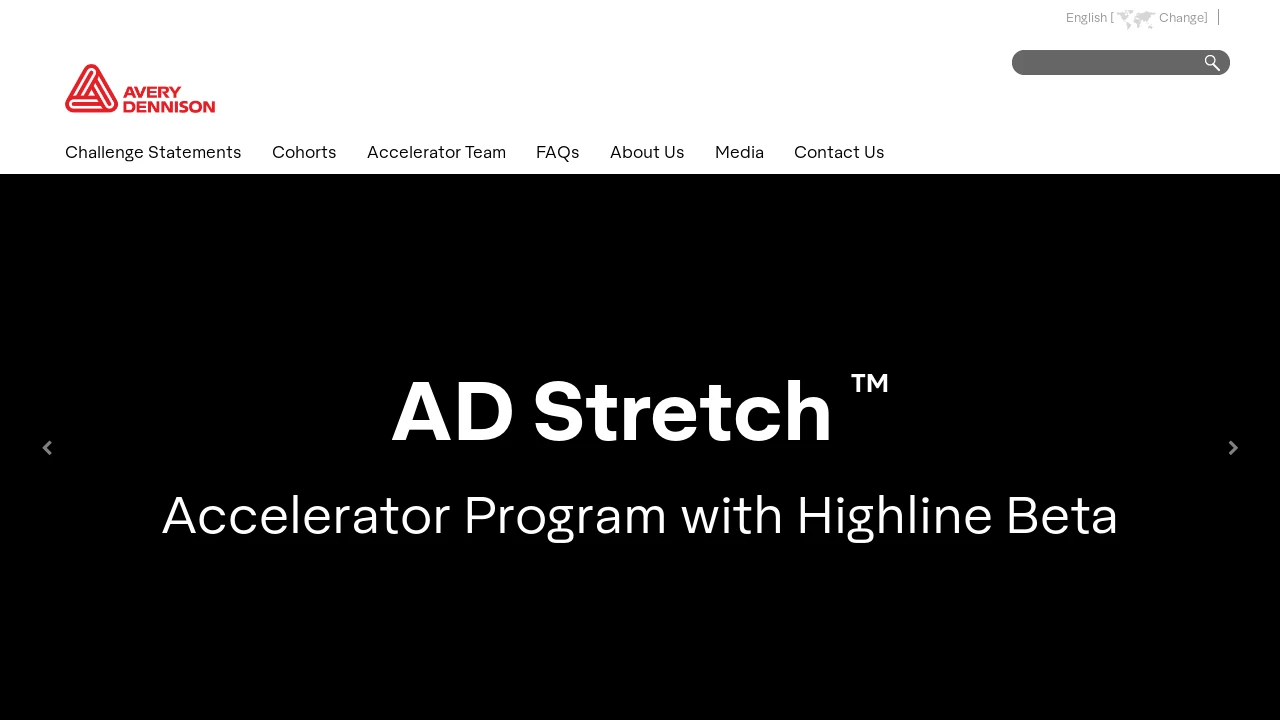 English [ Change]
AVERY
DENNISON
Challenge Statements Cohorts Accelerator Team FAQs About Us Media Contact Us
AD Stretch ™
Accelerator Program with Highline Beta